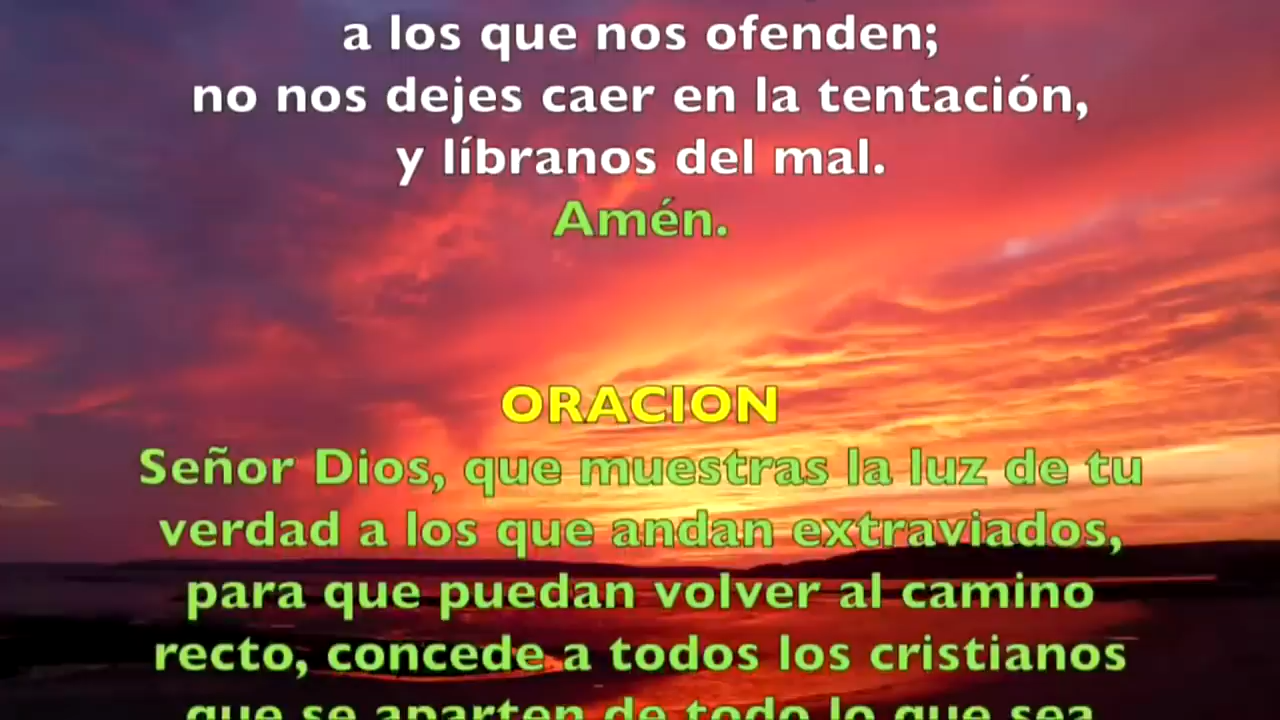 a los que nos ofenden;
no nos dejes caer en la tentación,
y líbranos del mal.
Amén.
ORACION
Señor Dios, que muestras la luz de tu
verdad a los que andan extraviados,
para que puedan volver al camino
recto, concede a todos los cristianos
que se aparten de todo lo que sea